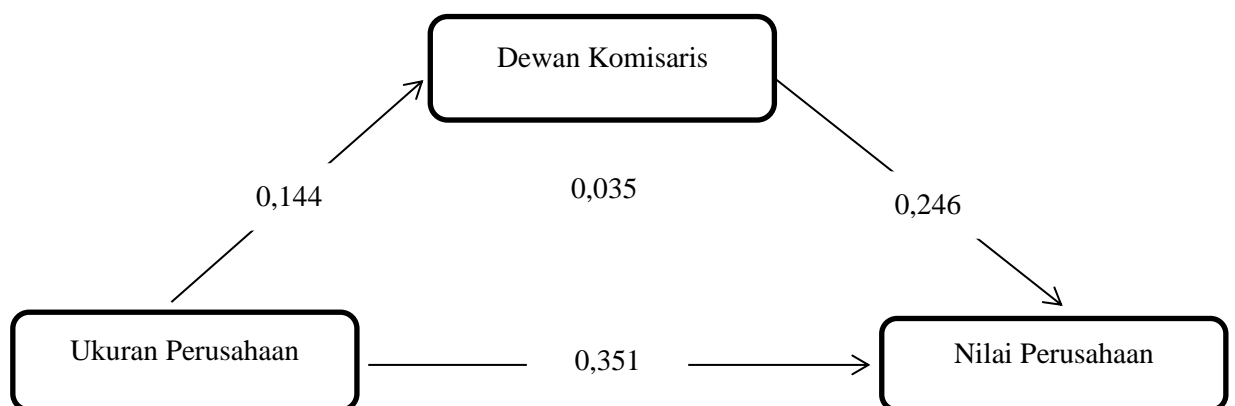 Dewan Komisaris
0,144
0,035
0,246
Ukuran Perusahaan
0,351
Nilai Perusahaan